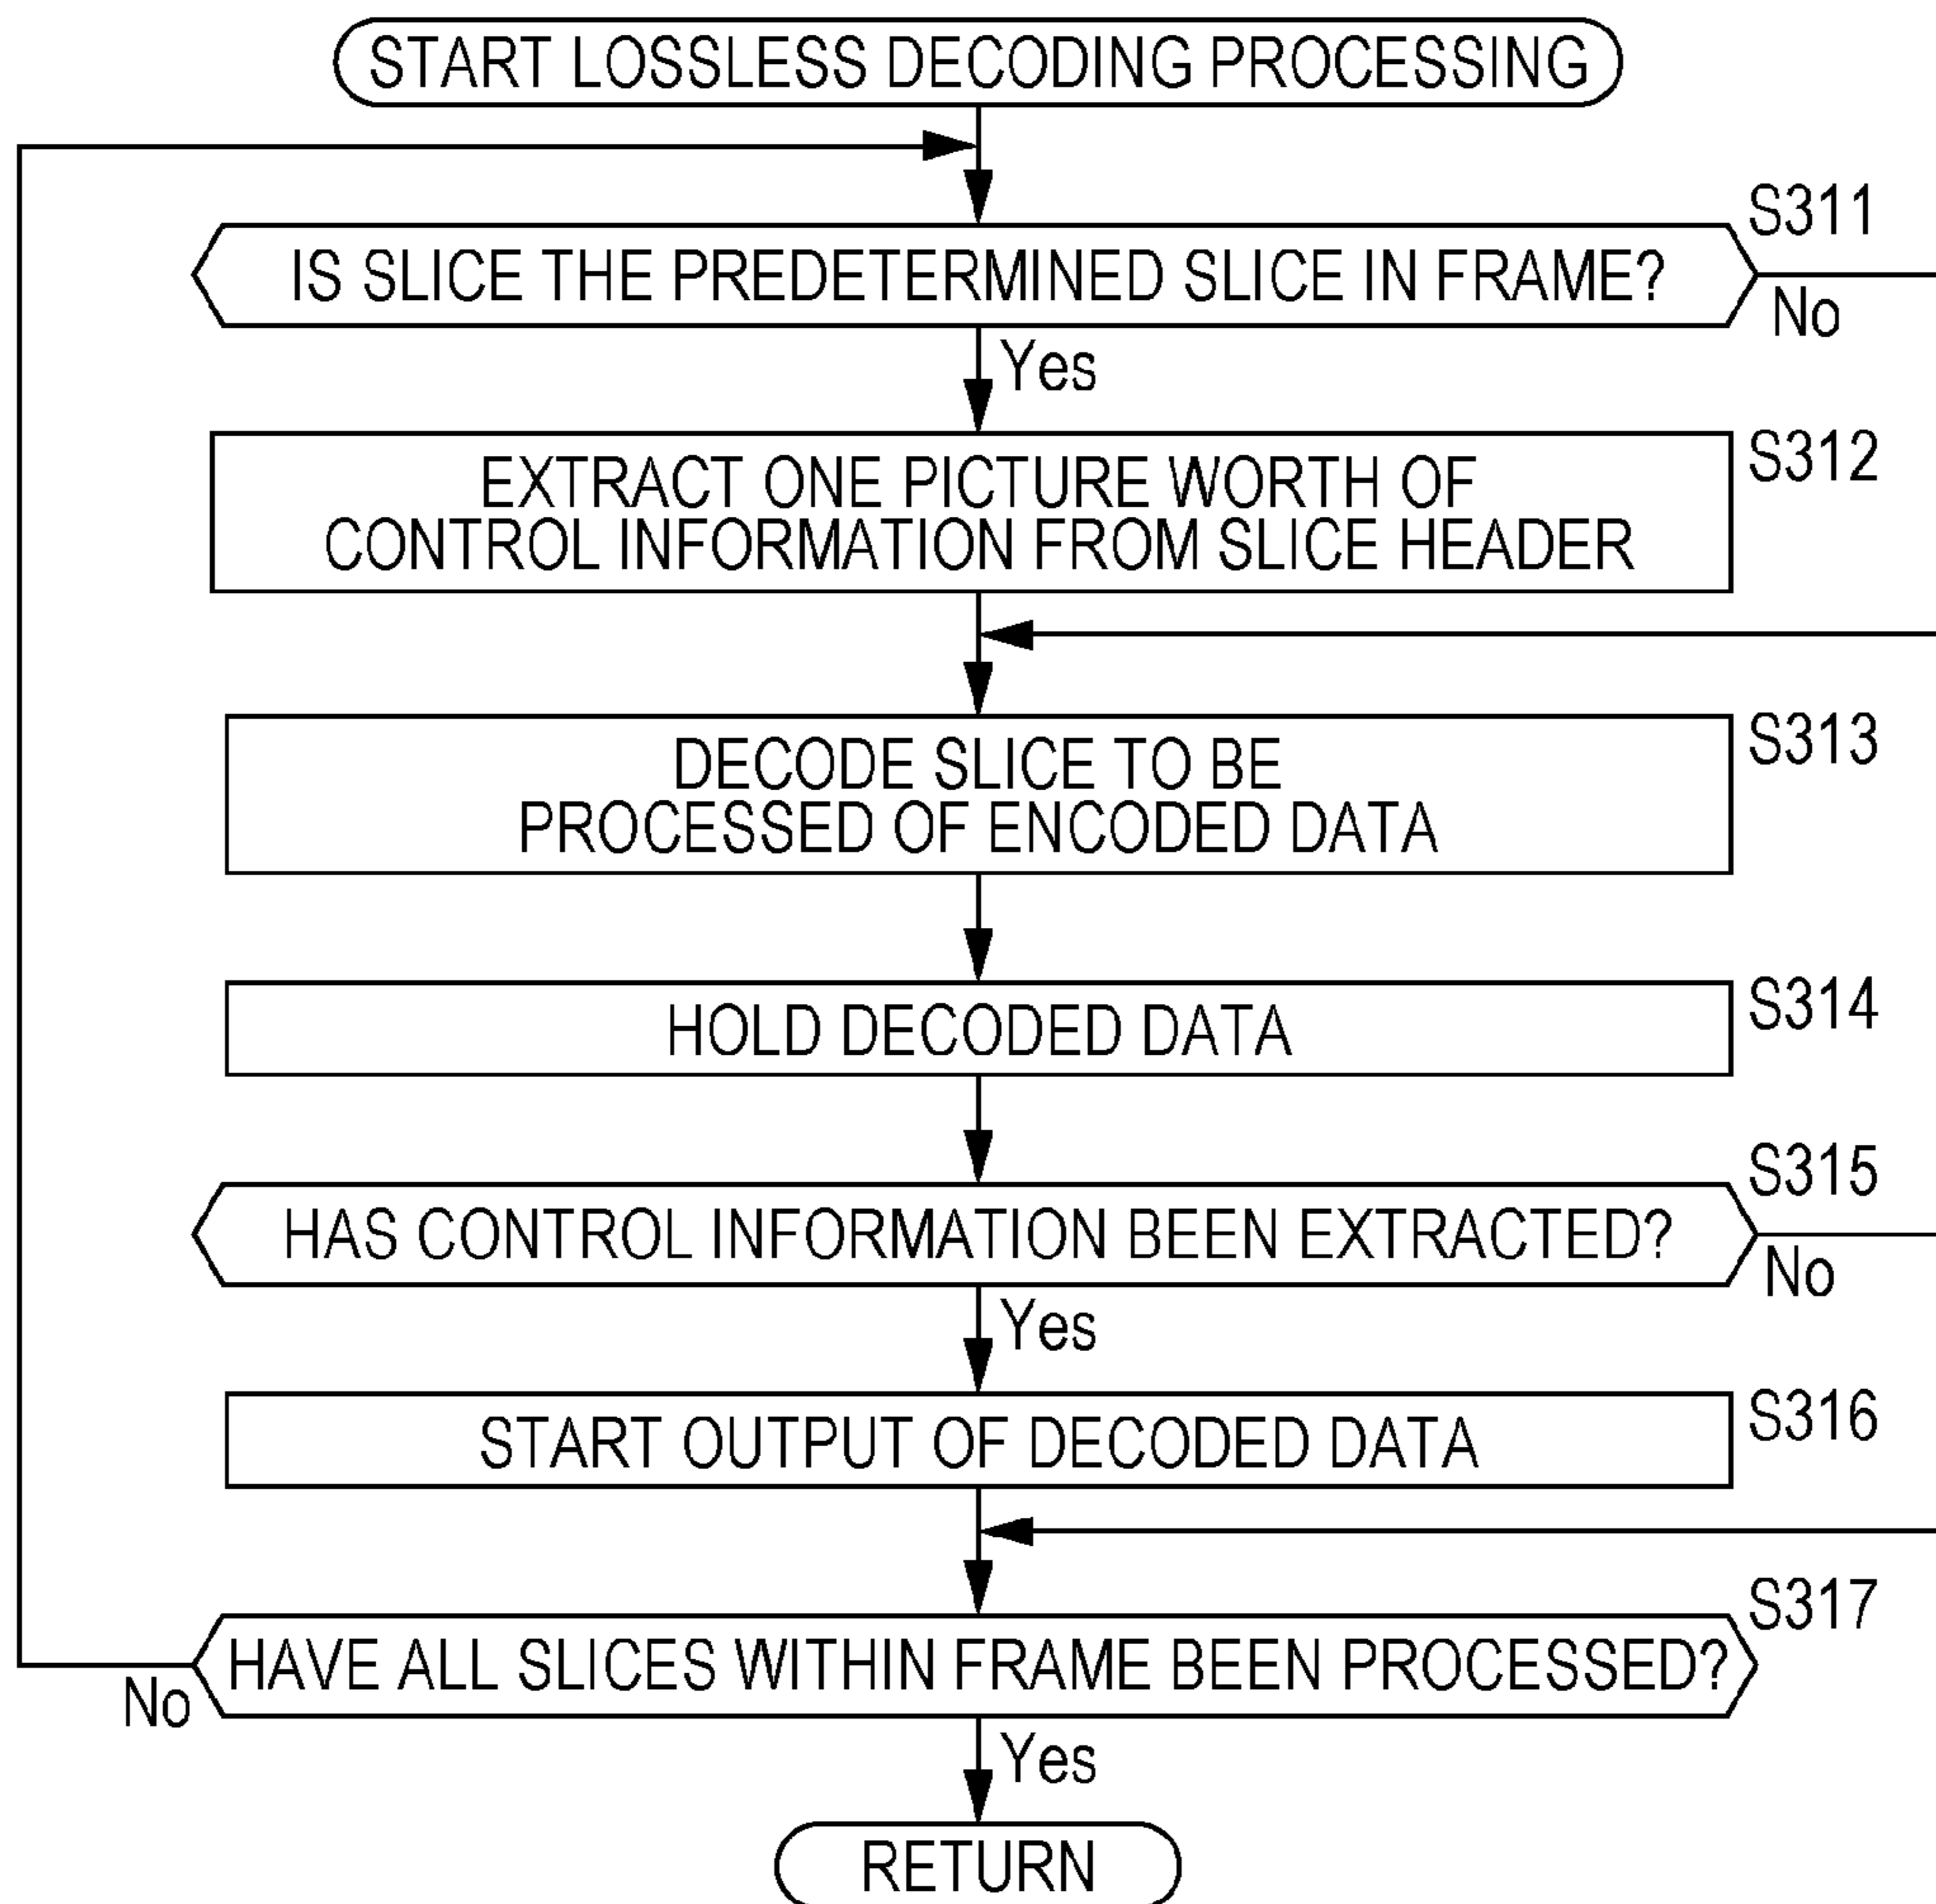 START LOSSLESS DECODING PROCESSING
S311
IS SLICE THE PREDETERMINED SLICE IN FRAME?
No
Yes
S312
EXTRACT ONE PICTURE WORTH OF
CONTROL INFORMATION FROM SLICE HEADER
S313
DECODE SLICE TO BE
PROCESSED OF ENCODED DATA
S314
HOLD DECODED DATA
S315
HAS CONTROL INFORMATION BEEN EXTRACTED?
No
Yes
S316
START OUTPUT OF DECODED DATA
S317
HAVE ALL SLICES WITHIN FRAME BEEN PROCESSED?
No
Yes
RETURN